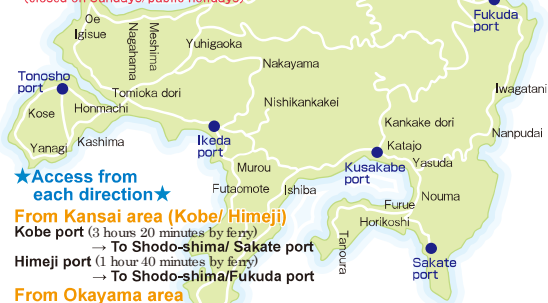 (closed on Sundays/ public holidays)
Oe
Fukuda
port
Igisue
Nagahama
Meshima
Yuhigaoka
Nakayama
Tonosho
port
Iwagatani
Tomioka dori
Nishikankakei
Kose
Honmachi
Kankake dori
Nanpudai
Yanagi
Kashima
Ikeda
port
Katajo
Kusakabe
port
Yasuda
Murou
Futaomote
Ishiba
Nouma
Furue
Horikoshi
Tanoura
Sakate
port
★Access from
each direction★
From Kansai area (Kobe/ Himeji)
Kobe port (3 hours 20 minutes by ferry)
→ To Shodo-shima/ Sakate port
Himeji port (1 hour 40 minutes by ferry)
→ To Shodo-shima/Fukuda port
From Okayama area